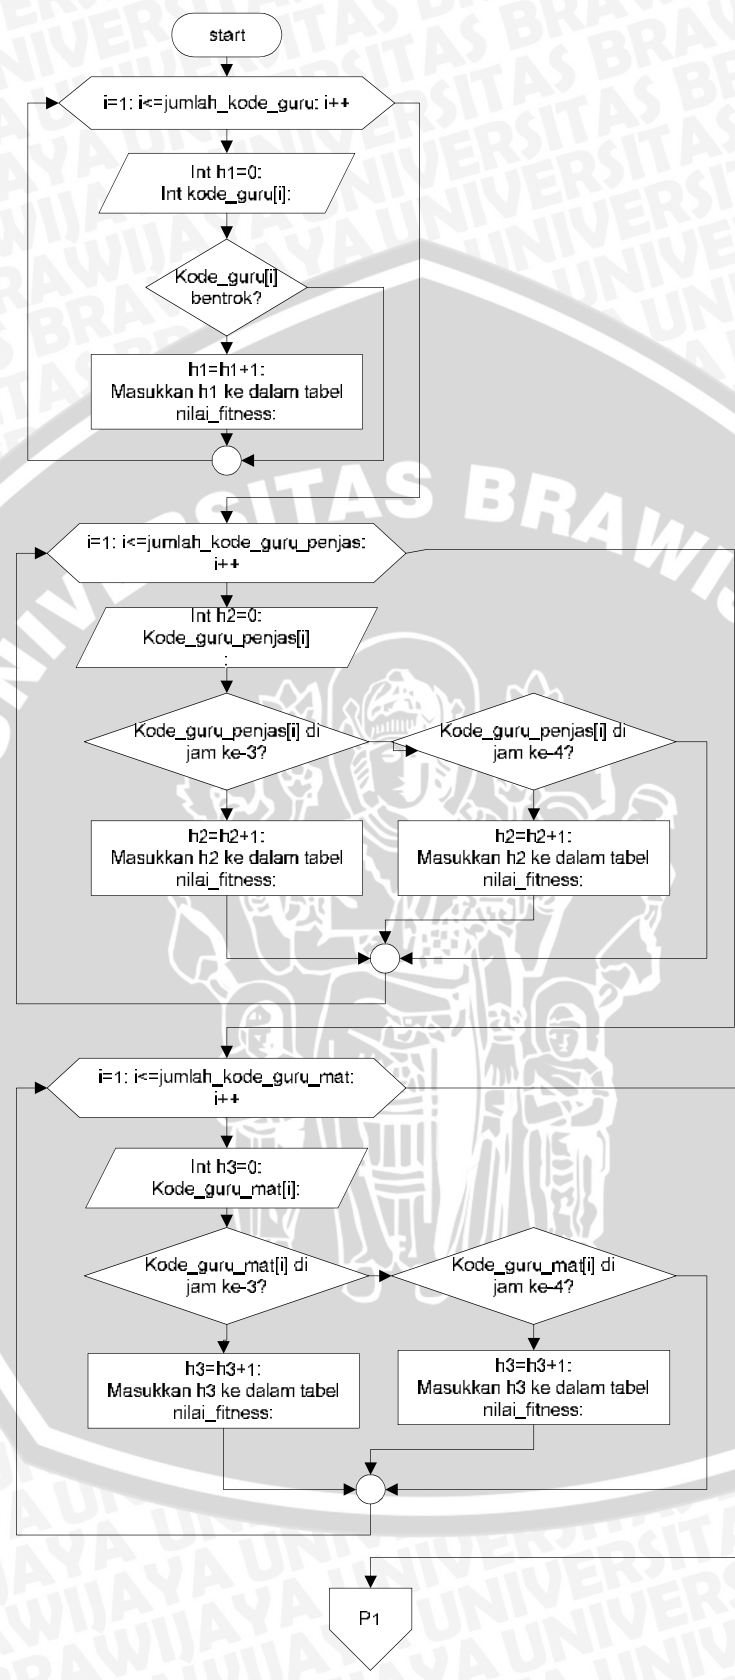 start
i=1: i<=jumlah_kode_guru: i++
Int h1=0:
Int kode_guru[i]:
Kode_guru[i]
bentrok?
h1=h1+1:
Masukkan h1 ke dalam tabel
nilai_fitness:
UNIVERSITAS BRAWIJ
i=1: i<=jumlah_kode_guru_penjas:
i++
Int h2=0:
Kode_guru_penjas[i]
:
Kode_guru_penjas[i] di
jam ke-3?
Kode_guru_penjas[i] di
jam ke-4?
h2=h2+1:
Masukkan h2 ke dalam tabel
nilai_fitness:
h2=h2+1:
Masukkan h2 ke dalam tabel
nilai_fitness:
i=1: i<=jumlah_kode_guru_mat:
i++
Int h3=0:
Kode_guru_mat[i]:
Kode_guru_mat[i] di
jam ke-3?
Kode_guru_mat[i] di
jam ke-4?
h3=h3+1:
Masukkan h3 ke dalam tabel
nilai_fitness:
h3=h3+1:
Masukkan h3 ke dalam tabel
nilai_fitness:
P1